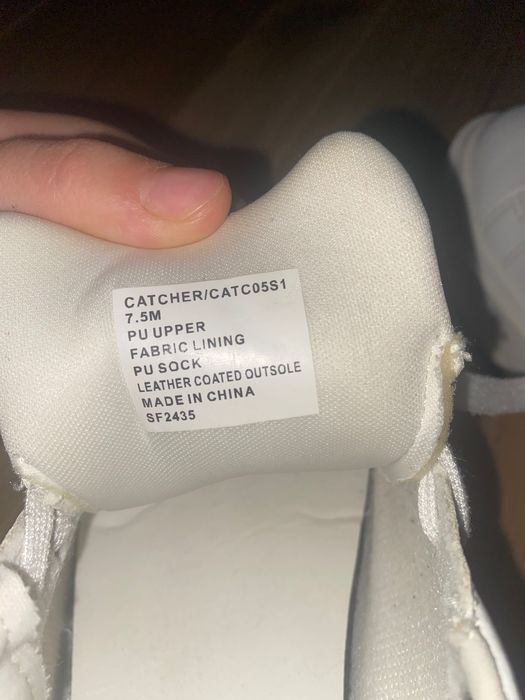 CATCHER/CATC05S1
7.5M
PU UPPER
FABRIC LINING
PU SOCK
LEATHER COATED OUTSOLE
MADE IN CHINA
SF2435